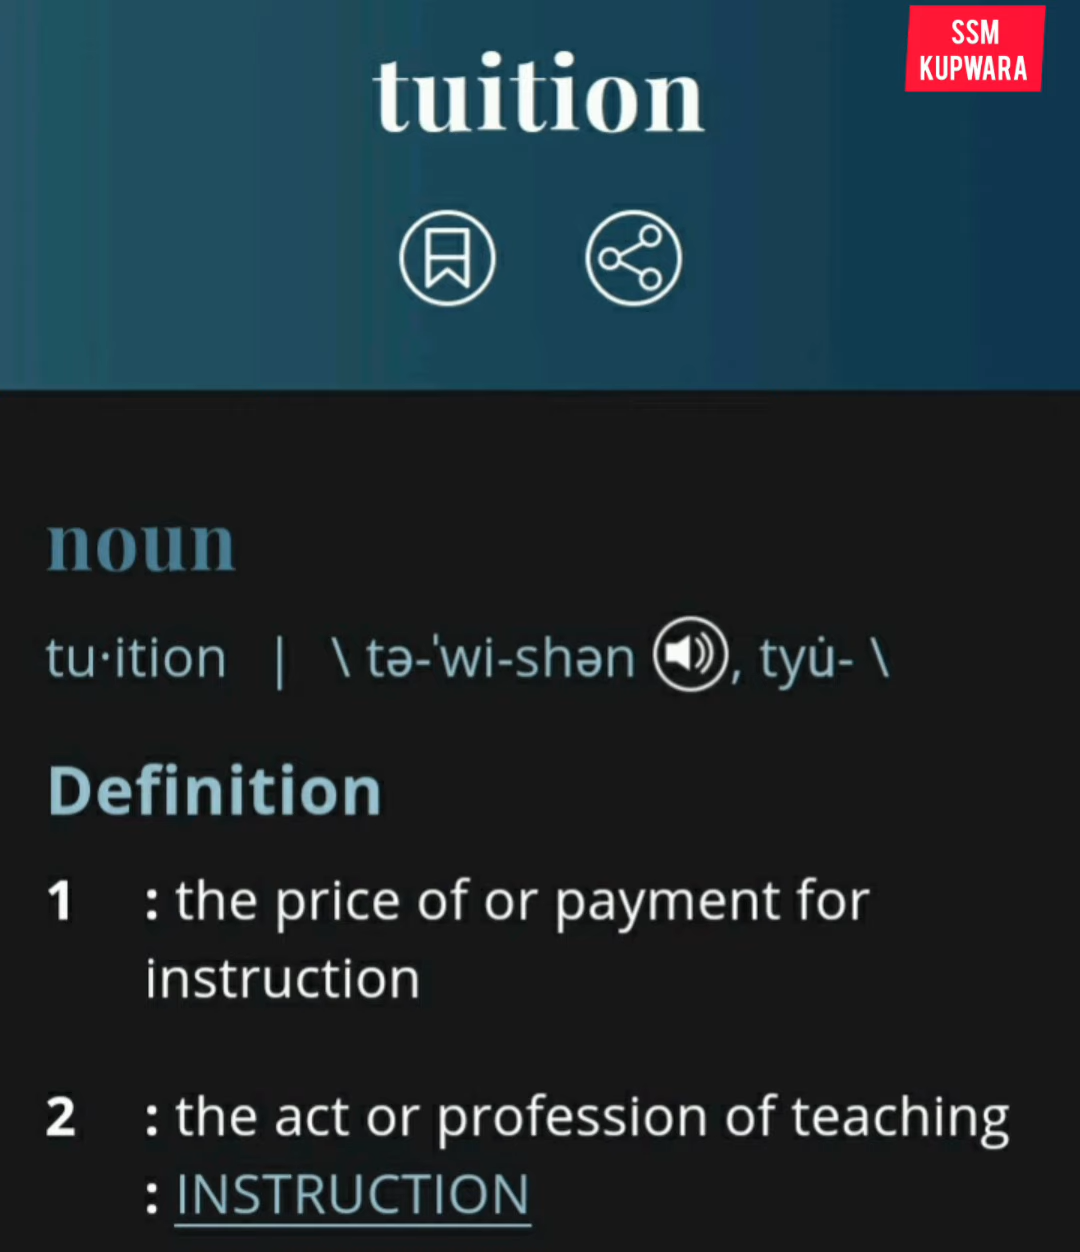 SSM
KUPWARA
tuition
noun
tu·ition | \ tə-ˈwi-shən , tyu̇- \
Definition
1 : the price of or payment for
instruction
2 : the act or profession of teaching
: INSTRUCTION